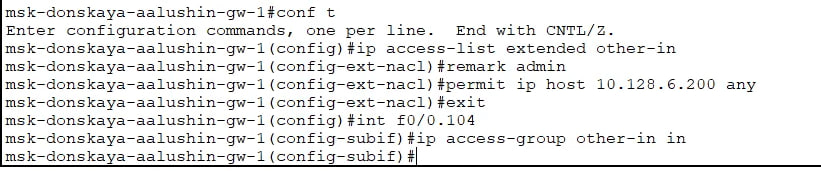 msk-donskaya-aalushin-gw-1#conf t
Enter configuration commands, one per line.  End with CNTL/Z.
msk-donskaya-aalushin-gw-1(config)#ip access-list extended other-in
msk-donskaya-aalushin-gw-1(config-ext-nacl)#remark admin
msk-donskaya-aalushin-gw-1(config-ext-nacl)#permit ip host 10.128.6.200 any
msk-donskaya-aalushin-gw-1(config-ext-nacl)#exit
msk-donskaya-aalushin-gw-1(config)#int f0/0.104
msk-donskaya-aalushin-gw-1(config-subif)#ip access-group other-in in
msk-donskaya-aalushin-gw-1(config-subif)#